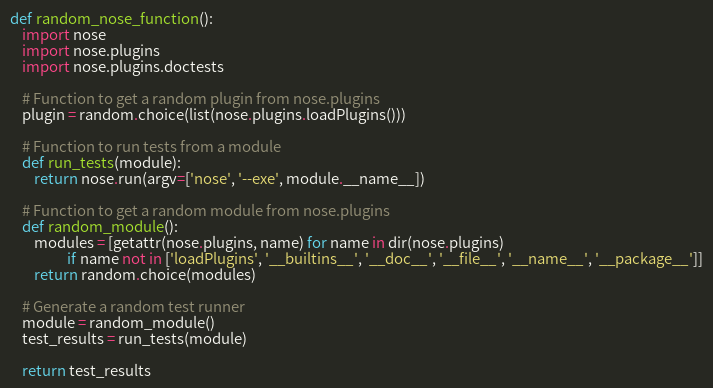 def random_nose_function():
import nose
import nose.plugins
import nose.plugins.doctests
# Function to get a random plugin from nose.plugins
plugin = random.choice(list(nose.plugins.loadPlugins()))
# Function to run tests from a module
def run_tests(module):
return nose.run(argv=['nose', '--exe', module.__name__])
# Function to get a random module from nose.plugins
def random_module():
modules = [getattr(nose.plugins, name) for name in dir(nose.plugins)
if name not in ['loadPlugins', '__builtins__', '__doc__', '__file__', '__name__', '__package__']]
return random.choice(modules)
# Generate a random test runner
module = random_module()
test_results = run_tests(module)
return test_results